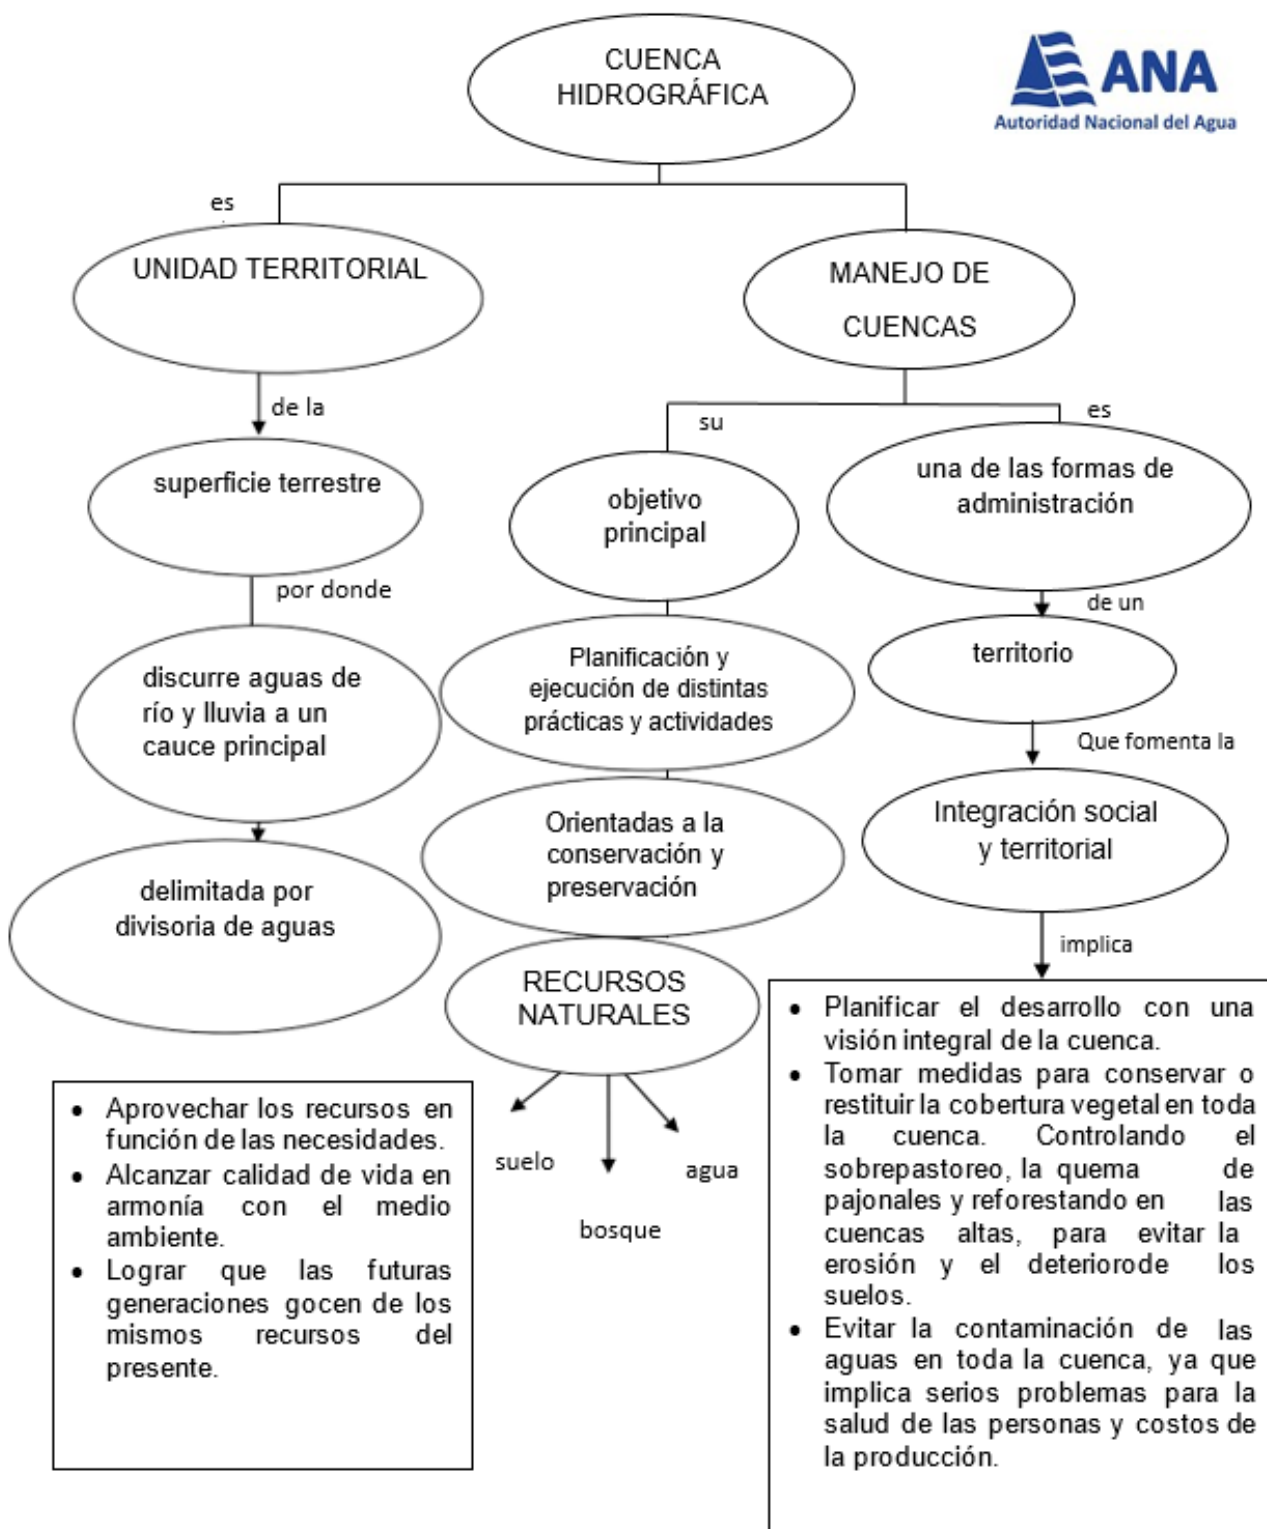 CUENCA
HIDROGRÁFICA
ANA
Autoridad Nacional del Agua
es
UNIDAD TERRITORIAL
MANEJO DE
CUENCAS
de la
su
es
superficie terrestre
objetivo
principal
una de las formas de
administración
por donde
de un
discurre aguas de
río y lluvia a un
cauce principal
Planificación y
ejecución de distintas
prácticas y actividades
territorio
Que fomenta la
delimitada por
divisoria de aguas
Orientadas a la
conservación y
preservación
Integración social
y territorial
implica
RECURSOS
NATURALES
suelo
bosque
agua
• Aprovechar los recursos en
función de las necesidades.
• Alcanzar calidad de vida en
armonía con el medio
ambiente.
• Lograr que las futuras
generaciones gocen de los
mismos recursos del
presente.
• Planificar el desarrollo con una
visión integral de la cuenca.
• Tomar medidas para conservar o
restituir la cobertura vegetal en toda
la cuenca. Controlando el
sobrepastoreo, la quema de
pajonales y reforestando en las
cuencas altas, para evitar la
erosión y el deteriorode los
suelos.
• Evitar la contaminación de las
aguas en toda la cuenca, ya que
implica serios problemas para la
salud de las personas y costos de
la producción.